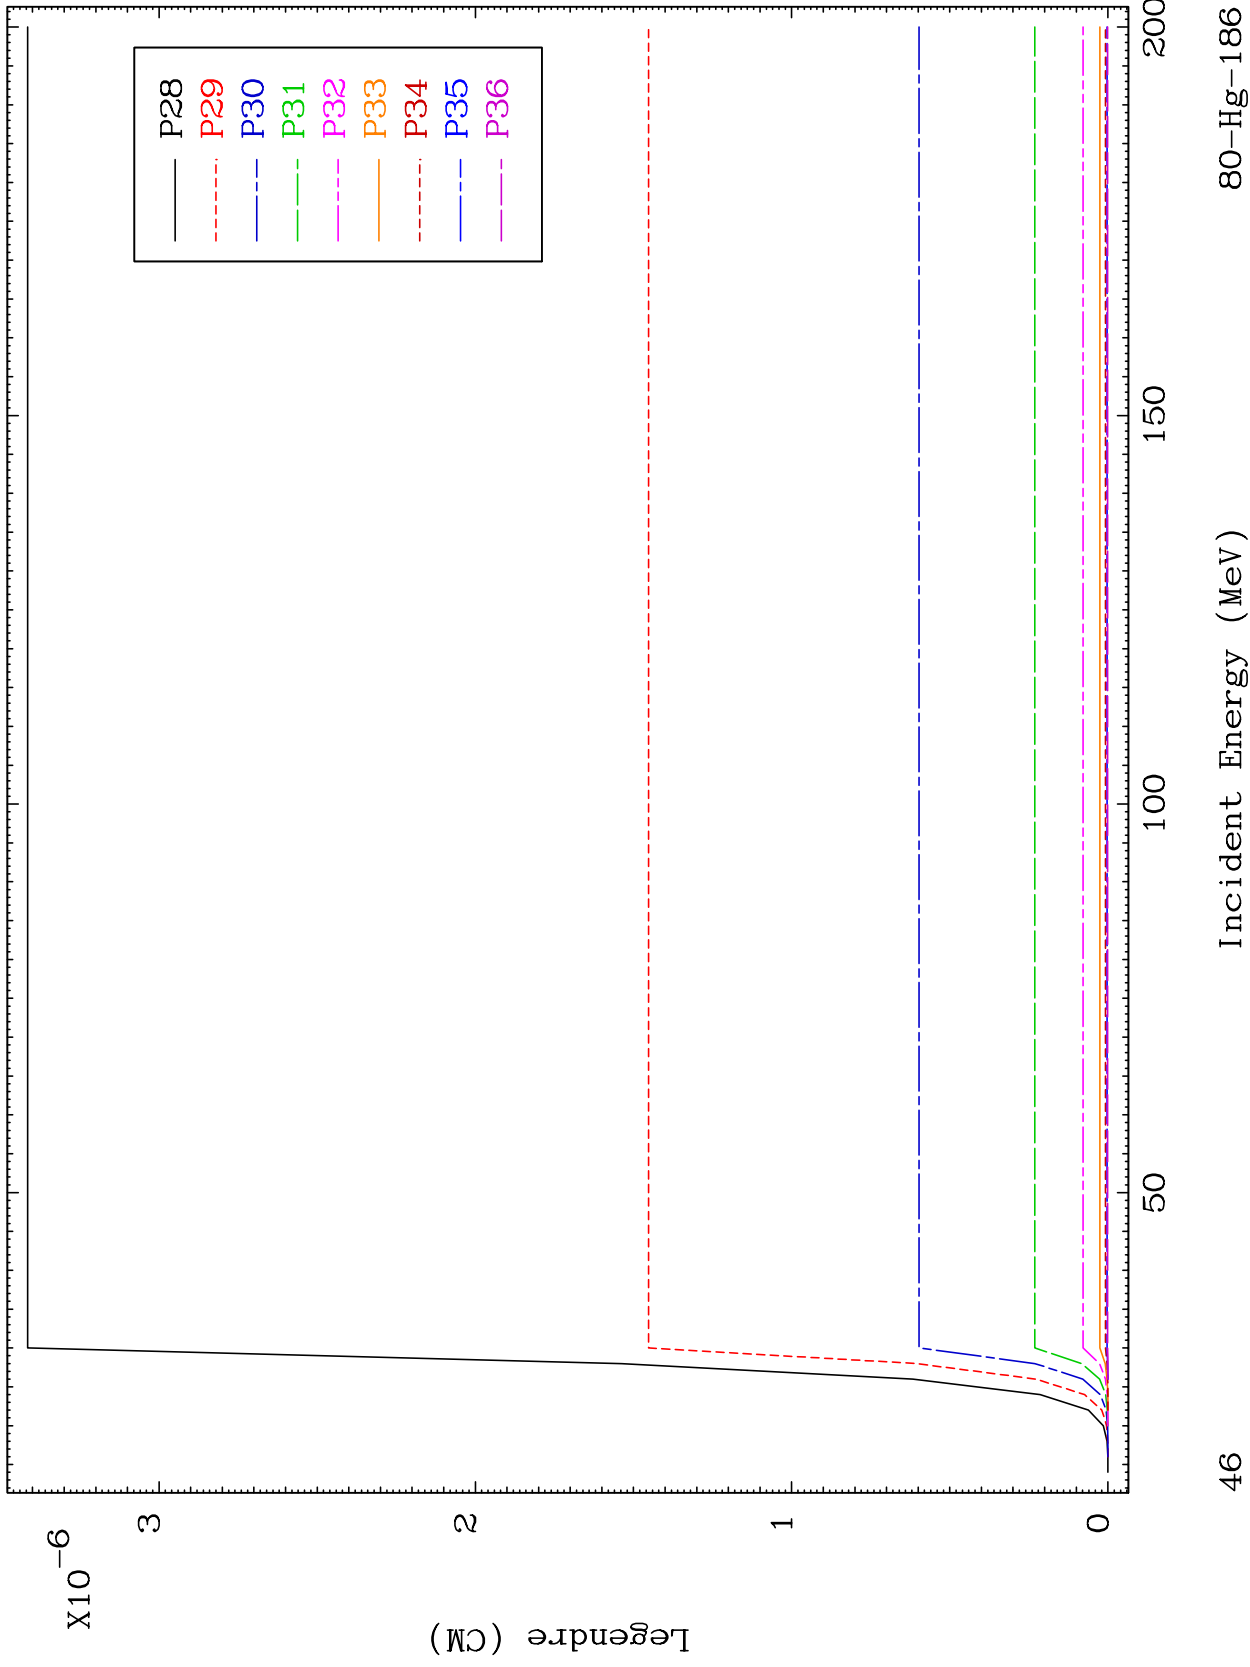 X10^-6
Legendre (CM)
3
2
1
0
P28
P29
P30
P31
P32
P33
P34
P35
P36
50
100
150
200
Incident Energy (MeV)
46
80-Hg-186